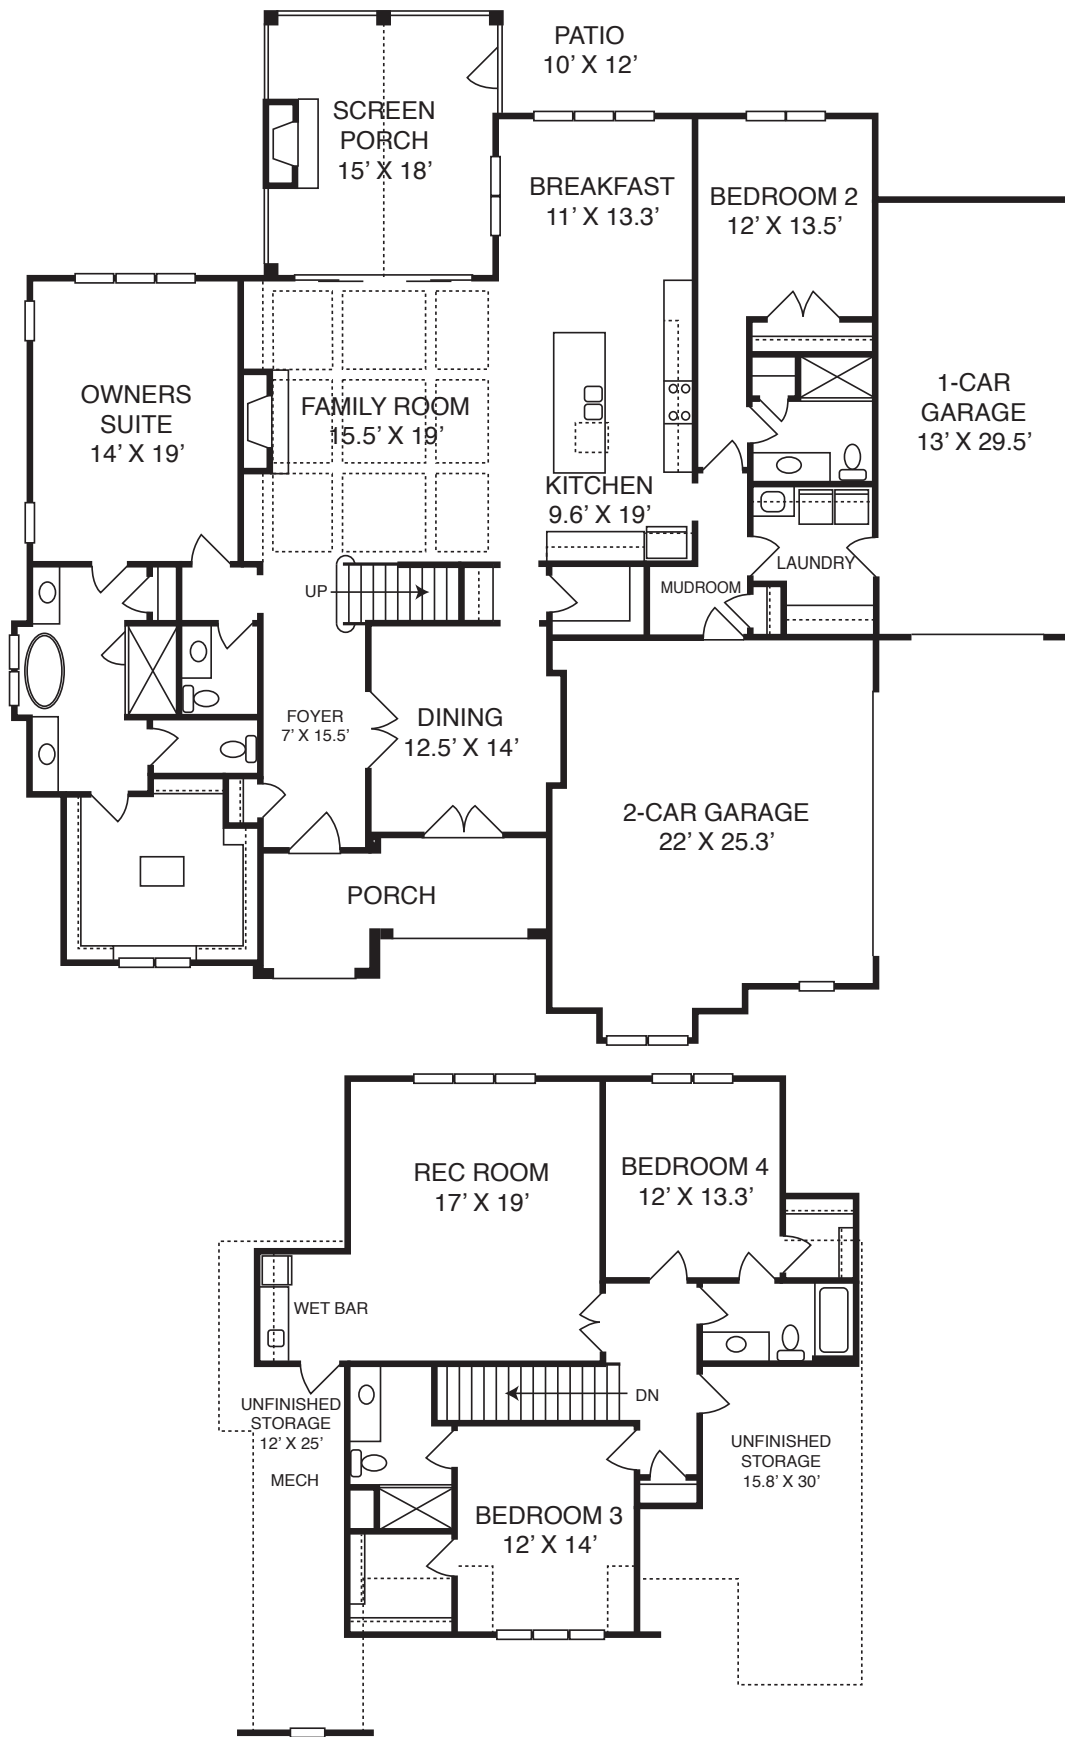 PATIO
10’ X 12’
SCREEN
PORCH
15’ X 18’
BREAKFAST
11’ X 13.3’
BEDROOM 2
12’ X 13.5’
OWNERS
SUITE
14’ X 19’
FAMILY ROOM
15.5’ X 19’
1-CAR
GARAGE
13’ X 29.5’
KITCHEN
9.6’ X 19’
LAUNDRY
UP
MUDROOM
FOYER
7’ X 15.5’
DINING
12.5’ X 14’
2-CAR GARAGE
22’ X 25.3’
PORCH
REC ROOM
17’ X 19’
BEDROOM 4
12’ X 13.3’
WET BAR
DN
UNFINISHED
STORAGE
12’ X 25’
MECH
UNFINISHED
STORAGE
15.8’ X 30’
BEDROOM 3
12’ X 14’